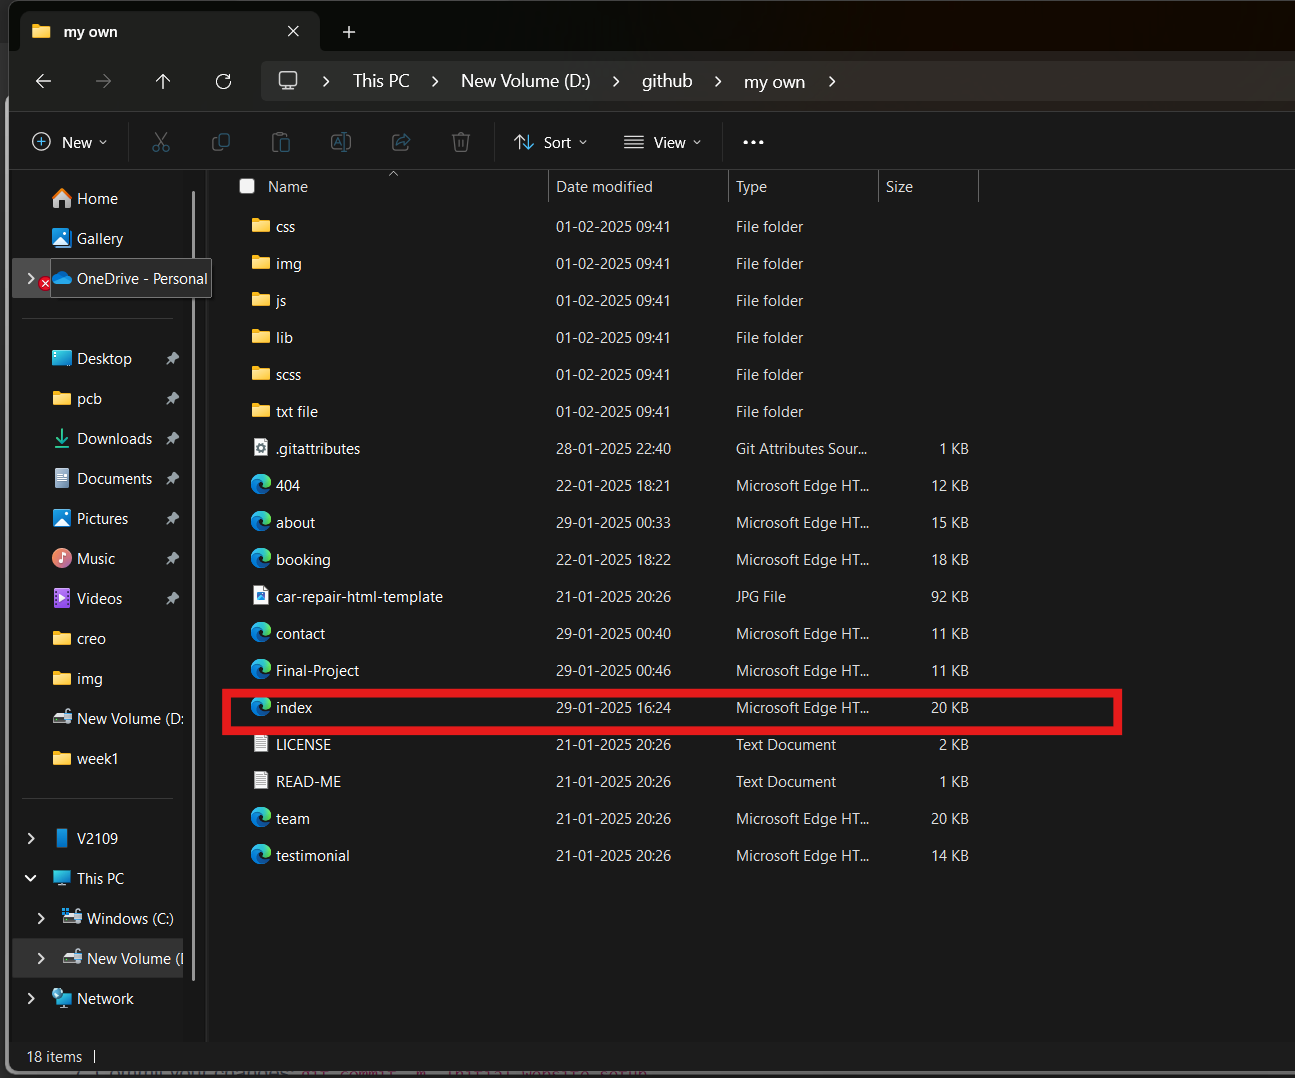 my own
This PC New Volume (D:) github my own
New Sort View •••
Name Date modified Type Size
Home
Gallery
OneDrive - Personal
Desktop
pcb
Downloads
Documents
Pictures
Music
Videos
creo
img
New Volume (D:
week1
V2109
This PC
Windows (C:)
New Volume (
Network
css 01-02-2025 09:41 File folder
img 01-02-2025 09:41 File folder
js 01-02-2025 09:41 File folder
lib 01-02-2025 09:41 File folder
scss 01-02-2025 09:41 File folder
txt file 01-02-2025 09:41 File folder
.gitattributes 28-01-2025 22:40 Git Attributes Sour... 1 KB
404 22-01-2025 18:21 Microsoft Edge HT... 12 KB
about 29-01-2025 00:33 Microsoft Edge HT... 15 KB
booking 22-01-2025 18:22 Microsoft Edge HT... 18 KB
car-repair-html-template 21-01-2025 20:26 JPG File 92 KB
contact 29-01-2025 00:40 Microsoft Edge HT... 11 KB
Final-Project 29-01-2025 00:46 Microsoft Edge HT... 11 KB
index 29-01-2025 16:24 Microsoft Edge HT... 20 KB
LICENSE 21-01-2025 20:26 Text Document 2 KB
READ-ME 21-01-2025 20:26 Text Document 1 KB
team 21-01-2025 20:26 Microsoft Edge HT... 20 KB
testimonial 21-01-2025 20:26 Microsoft Edge HT... 14 KB
18 items